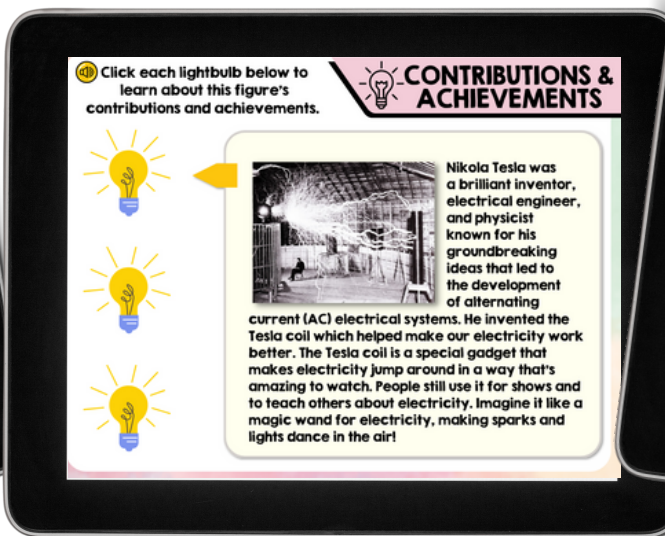 Click each lightbulb below to
learn about this figure's
contributions and achievements.
CONTRIBUTIONS &
ACHIEVEMENTS
Nikola Tesla was
a brilliant inventor,
electrical engineer,
and physicist
known for his
groundbreaking
ideas that led to
the development
of alternating
current (AC) electrical systems. He invented the
Tesla coil which helped make our electricity work
better. The Tesla coil is a special gadget that
makes electricity jump around in a way that's
amazing to watch. People still use it for shows and
to teach others about electricity. Imagine it like a
magic wand for electricity, making sparks and
lights dance in the air!